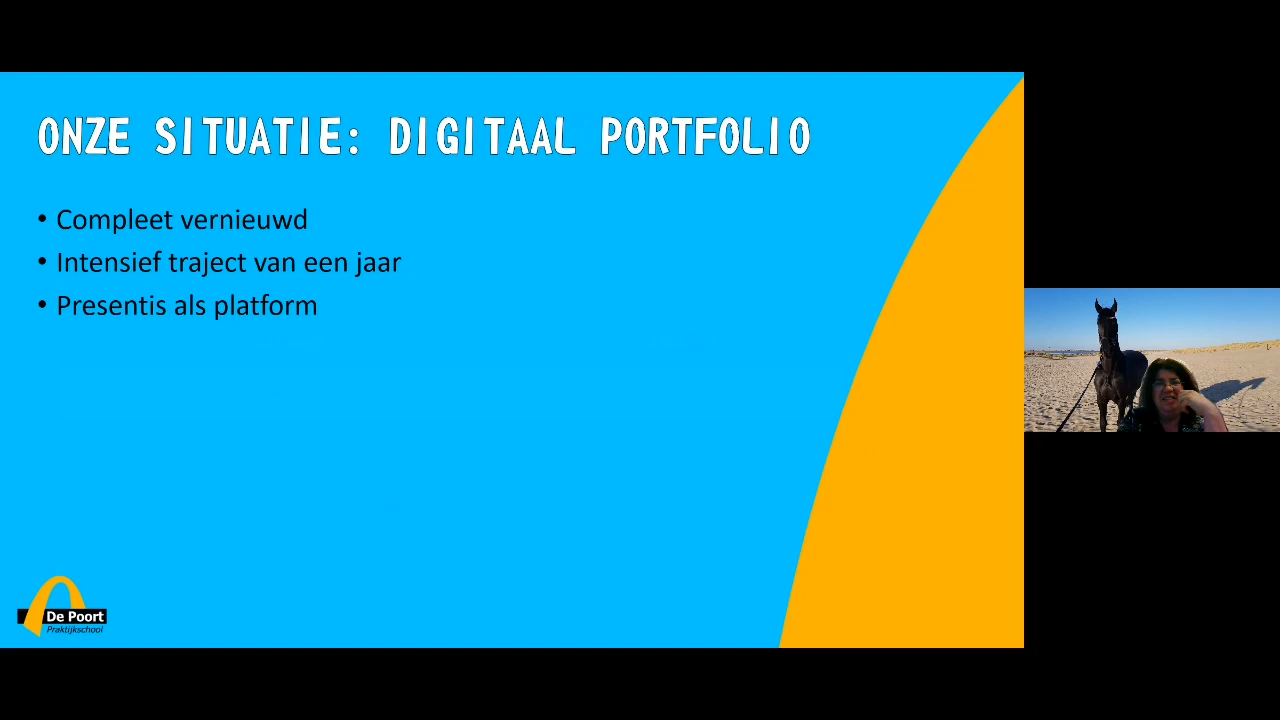 ONZE SITUATIE: DIGITAAL PORTFOLIO
• Compleet vernieuwd
• Intensief traject van een jaar
• Presentis als platform
De Poort
Praktijkschool